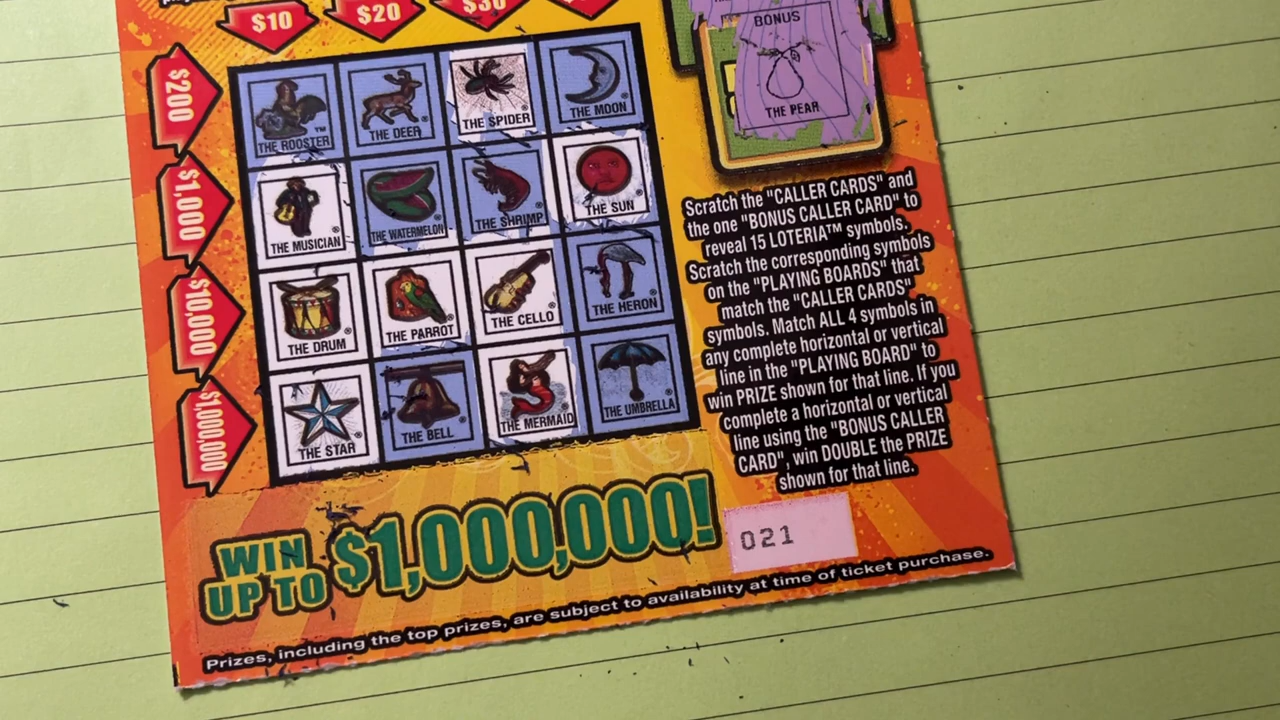 $10 $20 $30
$200
THE ROOSTER™ THE DEER® THE SPIDER® THE MOON®
$1,000
THE MUSICIAN® THE WATERMELON® THE SHRIMP® THE SUN®
$10,000
THE DRUM® THE PARROT® THE CELLO® THE HERON®
$1,000,000
THE STAR® THE BELL® THE MERMAID® THE UMBRELLA®
BONUS
THE PEAR
Scratch the "CALLER CARDS" and
the one "BONUS CALLER CARD" to
reveal 15 LOTERIA™ symbols.
Scratch the corresponding symbols
on the "PLAYING BOARDS" that
match the "CALLER CARDS"
symbols. Match ALL 4 symbols in
any complete horizontal or vertical
line in the "PLAYING BOARD" to
win PRIZE shown for that line. If you
complete a horizontal or vertical
line using the "BONUS CALLER
CARD", win DOUBLE the PRIZE
shown for that line.
WIN
UP TO $1,000,000!
021
Prizes, including the top prizes, are subject to availability at time of ticket purchase.